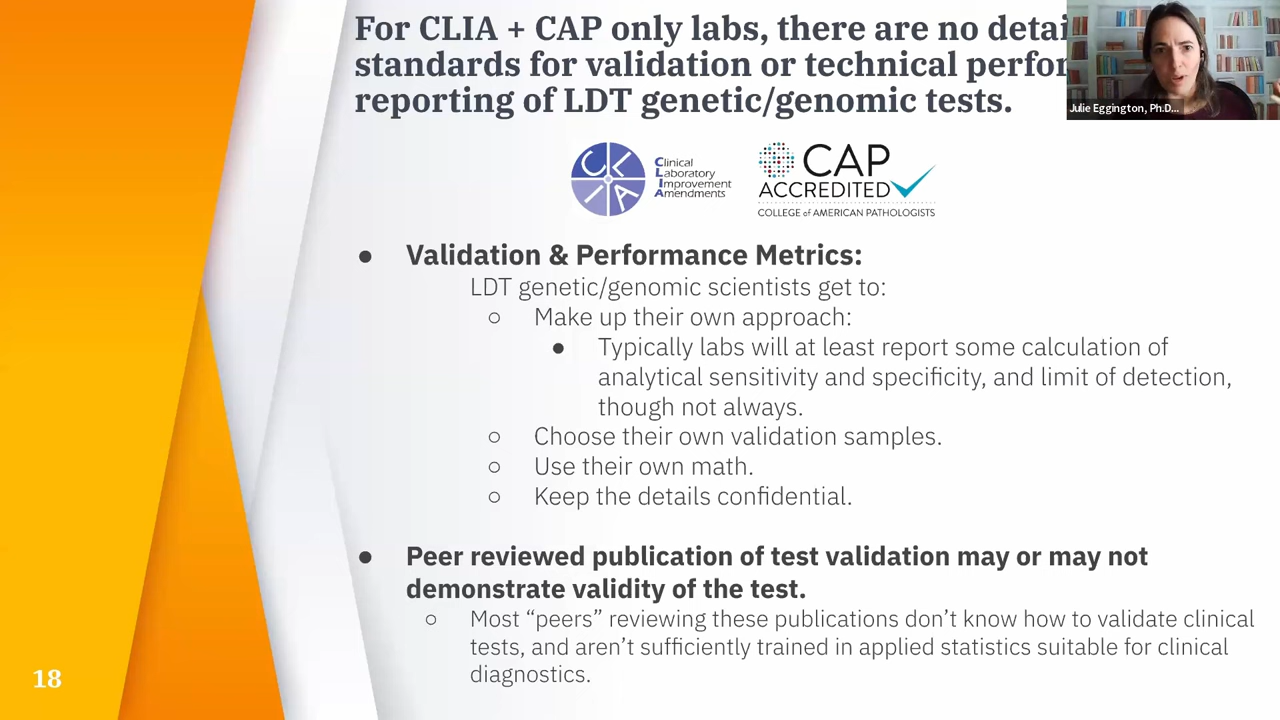 For CLIA + CAP only labs, there are no
standards for validation or technical
reporting of LDT genetic/genomic tests.
Julie Eggington, Ph.D...
CLIA
Clinical
Laboratory
Improvement
Amendments
CAP
ACCREDITED
COLLEGE of AMERICAN PATHOLOGISTS
● Validation & Performance Metrics:
LDT genetic/genomic scientists get to:
○ Make up their own approach:
● Typically labs will at least report some calculation of
analytical sensitivity and specificity, and limit of detection,
though not always.
○ Choose their own validation samples.
○ Use their own math.
○ Keep the details confidential.
● Peer reviewed publication of test validation may or may not
demonstrate validity of the test.
○ Most “peers” reviewing these publications don’t know how to validate clinical
tests, and aren’t sufficiently trained in applied statistics suitable for clinical
diagnostics.
18